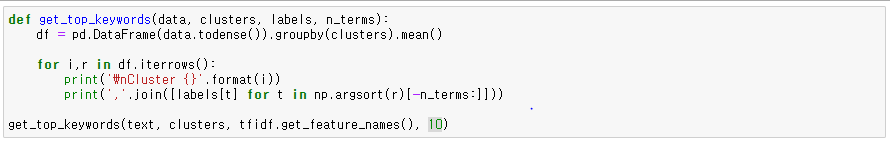 def get_top_keywords(data, clusters, labels, n_terms):
    df = pd.DataFrame(data.todense()).groupby(clusters).mean()

    for i,r in df.iterrows():
        print('₩nCluster {}'.format(i))
        print(','.join([labels[t] for t in np.argsort(r)[-n_terms:]]))

get_top_keywords(text, clusters, tfidf.get_feature_names(), 10)